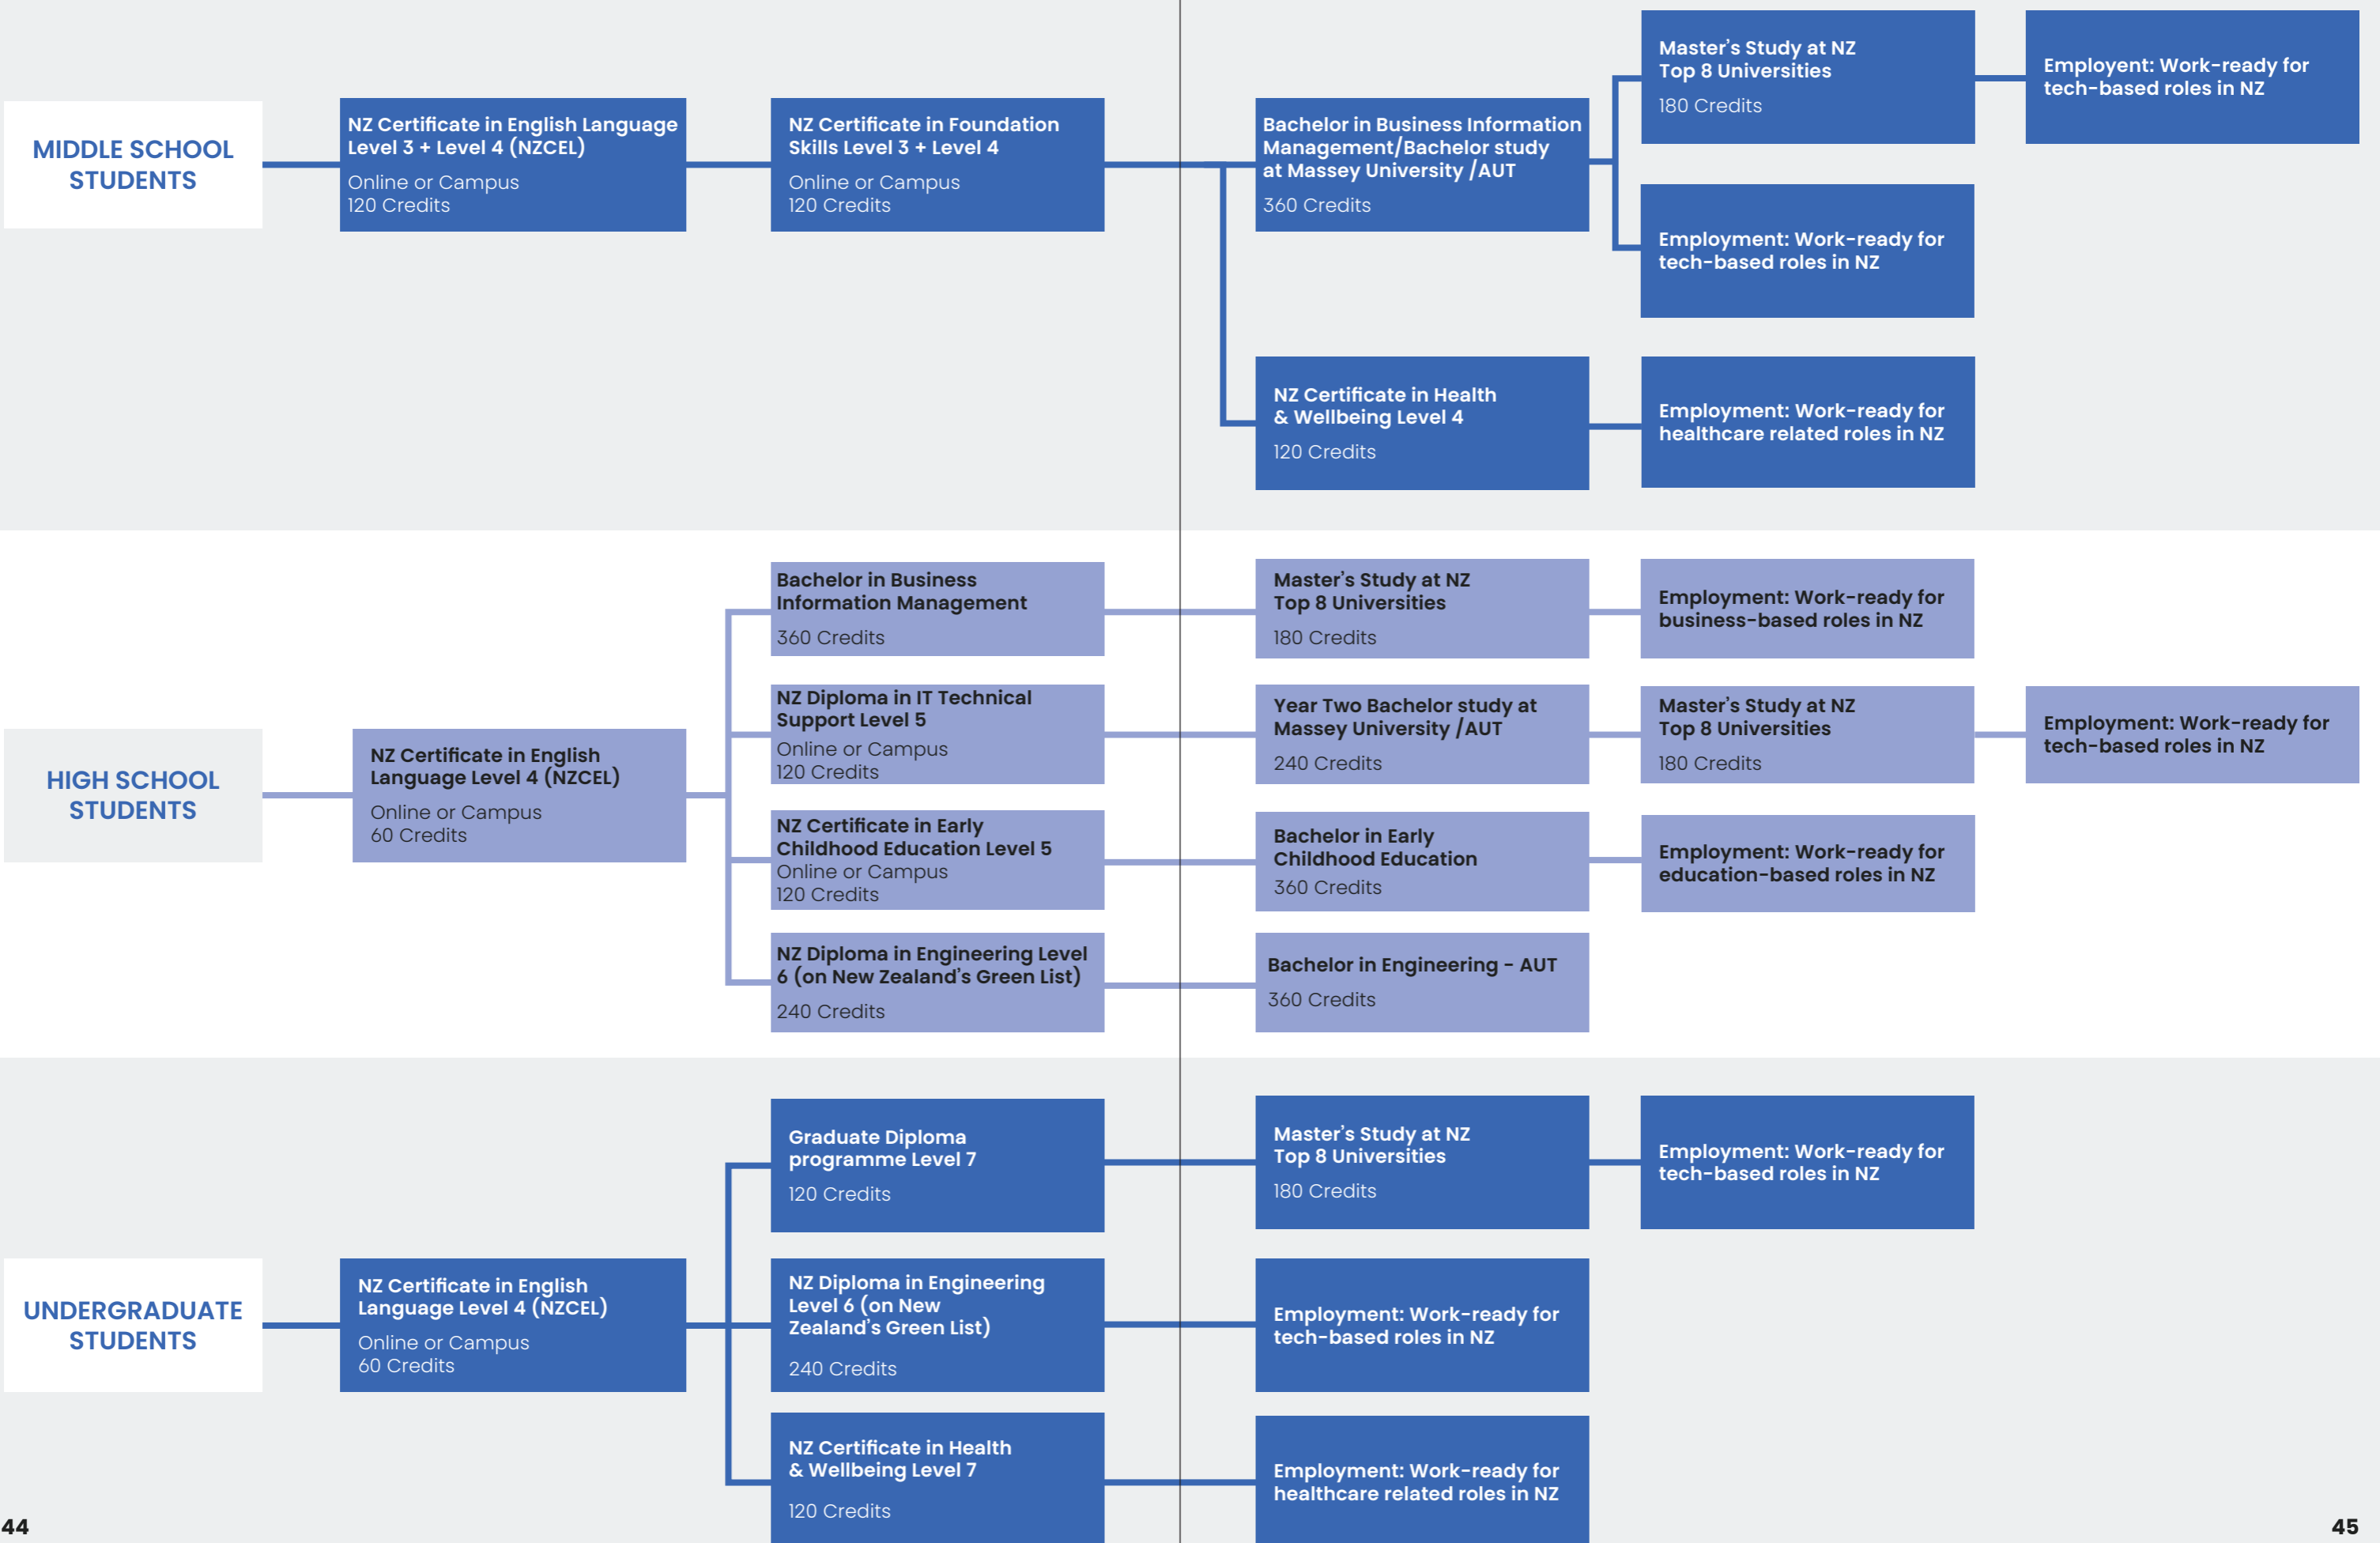 MIDDLE SCHOOL
STUDENTS
NZ Certificate in English Language
Level 3 + Level 4 (NZCEL)
Online or Campus
120 Credits
NZ Certificate in Foundation
Skills Level 3 + Level 4
Online or Campus
120 Credits
Bachelor in Business Information
Management/Bachelor study
at Massey University /AUT
360 Credits
Master's Study at NZ
Top 8 Universities
180 Credits
Employent: Work-ready for
tech-based roles in NZ
Employment: Work-ready for
tech-based roles in NZ
NZ Certificate in Health
& Wellbeing Level 4
120 Credits
Employment: Work-ready for
healthcare related roles in NZ
HIGH SCHOOL
STUDENTS
NZ Certificate in English
Language Level 4 (NZCEL)
Online or Campus
60 Credits
Bachelor in Business
Information Management
360 Credits
Master's Study at NZ
Top 8 Universities
180 Credits
Employment: Work-ready for
business-based roles in NZ
NZ Diploma in IT Technical
Support Level 5
Online or Campus
120 Credits
Year Two Bachelor study at
Massey University /AUT
240 Credits
Master's Study at NZ
Top 8 Universities
180 Credits
Employment: Work-ready for
tech-based roles in NZ
NZ Certificate in Early
Childhood Education Level 5
Online or Campus
120 Credits
Bachelor in Early
Childhood Education
360 Credits
Employment: Work-ready for
education-based roles in NZ
NZ Diploma in Engineering Level
6 (on New Zealand's Green List)
240 Credits
Bachelor in Engineering - AUT
360 Credits
UNDERGRADUATE
STUDENTS
NZ Certificate in English
Language Level 4 (NZCEL)
Online or Campus
60 Credits
Graduate Diploma
programme Level 7
120 Credits
Master's Study at NZ
Top 8 Universities
180 Credits
Employment: Work-ready for
tech-based roles in NZ
NZ Diploma in Engineering
Level 6 (on New
Zealand's Green List)
240 Credits
Employment: Work-ready for
tech-based roles in NZ
NZ Certificate in Health
& Wellbeing Level 7
120 Credits
Employment: Work-ready for
healthcare related roles in NZ
44
45